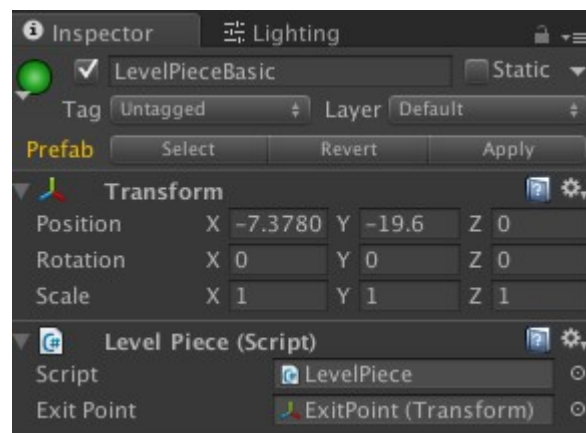 Inspector Lighting
LevelPieceBasic Static
Tag Untagged Layer Default
Prefab Select Revert Apply
Transform
Position X -7.3780 Y -19.6 Z 0
Rotation X 0 Y 0 Z 0
Scale X 1 Y 1 Z 1
Level Piece (Script)
Script LevelPiece
Exit Point ExitPoint (Transform)